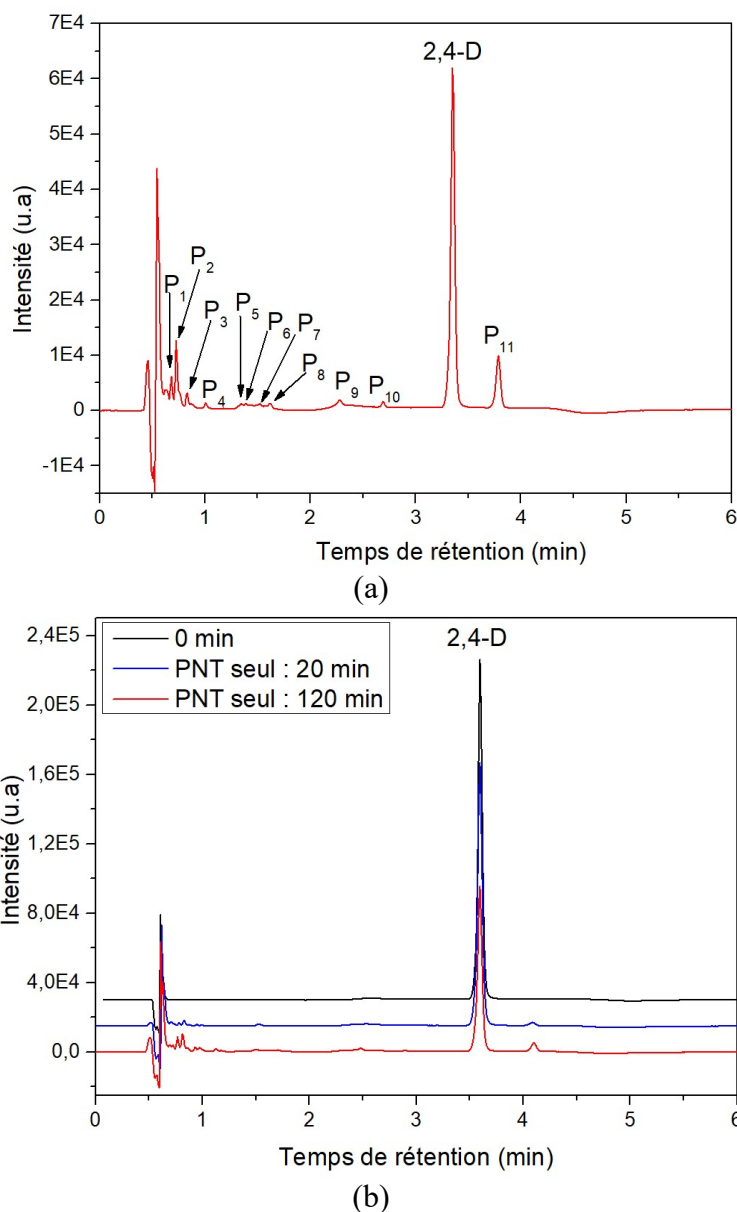 7E4
6E4
5E4
4E4
3E4
2E4
1E4
0
-1E4
Intensité (u.a)
2,4-D
P1
P2
P3
P4
P5
P6
P7
P8
P9
P10
P11
0 1 2 3 4 5 6
Temps de rétention (min)
(a)
2,4E5
2,0E5
1,6E5
1,2E5
8,0E4
4,0E4
0,0
Intensité (u.a)
0 min
PNT seul : 20 min
PNT seul : 120 min
2,4-D
0 1 2 3 4 5 6
Temps de rétention (min)
(b)